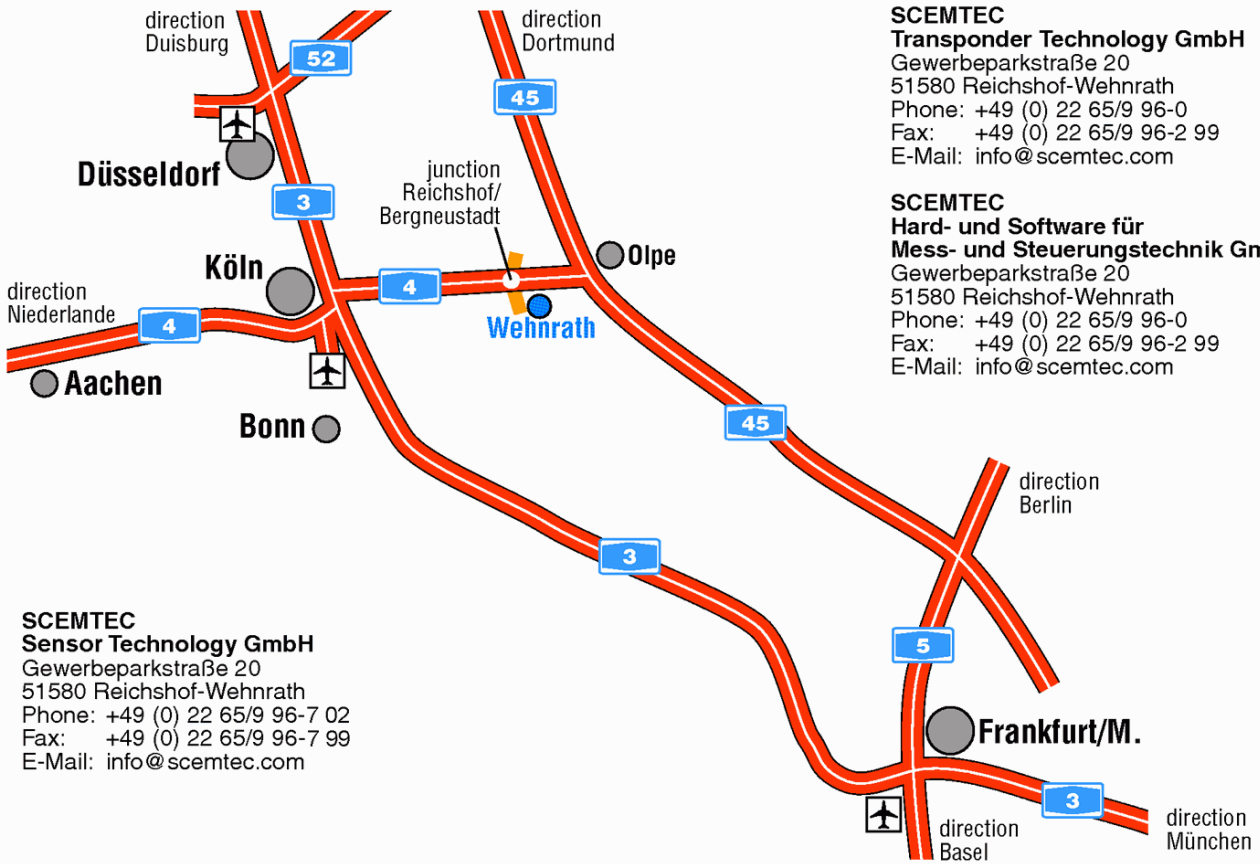 direction
Duisburg
52
direction
Dortmund
45
SCEMTEC
Transponder Technology GmbH
Gewerbeparkstraße 20
51580 Reichshof-Wehnrath
Phone: +49 (0) 22 65/9 96-0
Fax: +49 (0) 22 65/9 96-2 99
E-Mail: info@scemtec.com
Düsseldorf
3
junction
Reichshof/
Bergneustadt
SCEMTEC
Hard- und Software für
Mess- und Steuerungstechnik Gm
Gewerbeparkstraße 20
51580 Reichshof-Wehnrath
Phone: +49 (0) 22 65/9 96-0
Fax: +49 (0) 22 65/9 96-2 99
E-Mail: info@scemtec.com
Köln
4
Olpe
direction
Niederlande
4
Wehnrath
Aachen
Bonn
45
direction
Berlin
3
SCEMTEC
Sensor Technology GmbH
Gewerbeparkstraße 20
51580 Reichshof-Wehnrath
Phone: +49 (0) 22 65/9 96-7 02
Fax: +49 (0) 22 65/9 96-7 99
E-Mail: info@scemtec.com
5
Frankfurt/M.
3
direction
Basel
direction
München